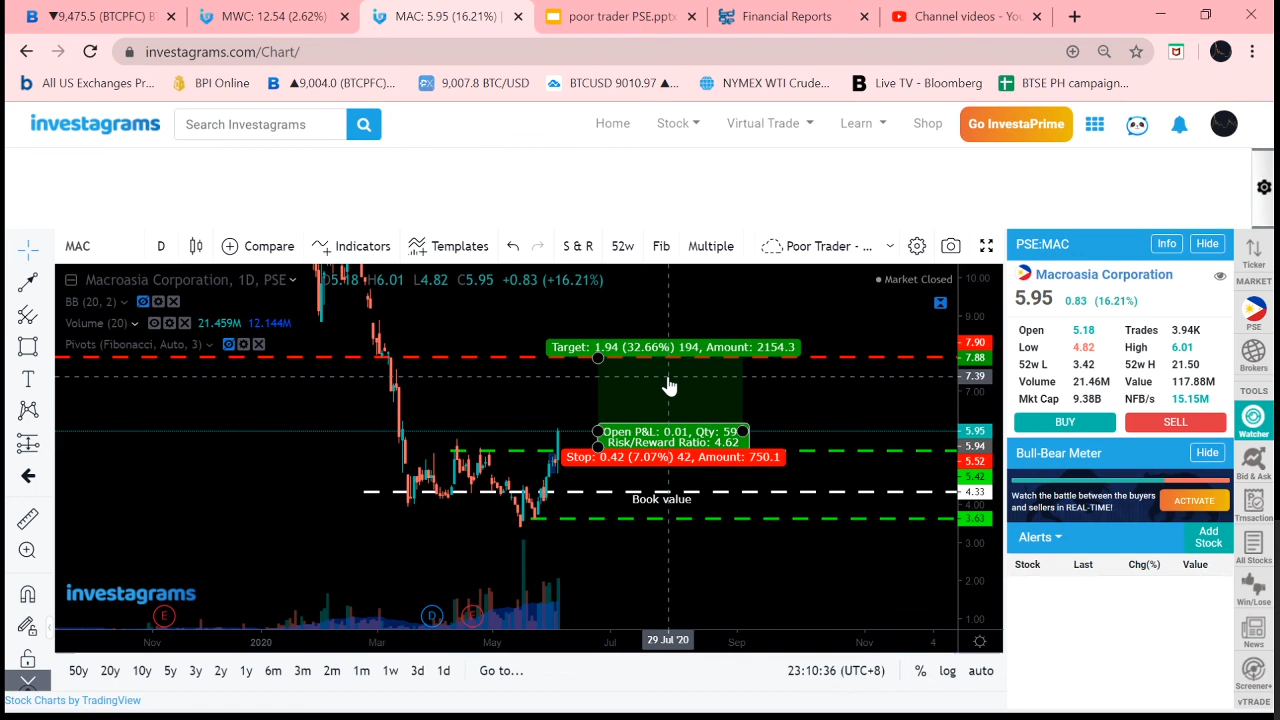 ▼9,475.5 (BTCPFC) B
MWC: 12.54 (2.62%)
MAC: 5.95 (16.21%) |
poor trader PSE.pptx
Financial Reports
Channel videos - You
investagrams.com/Chart/
All US Exchanges Pr...
BPI Online
▲9,004.0 (BTCPFC)...
9,007.8 BTC/USD
BTCUSD 9010.97 ▲...
NYMEX WTI Crude...
Live TV - Bloomberg
BTSE PH campaign...
investagrams
Search Investagrams
Home
Stock
Virtual Trade
Learn
Shop
Go InvestaPrime
MAC
D
Compare
Indicators
Templates
S & R
52w
Fib
Multiple
Poor Trader - ...
Macroasia Corporation, 1D, PSE
O5.18 H6.01 L4.82 C5.95 +0.83 (+16.21%)
Market Closed
BB (20, 2)
Volume (20)
21.459M 12.144M
Pivots (Fibonacci, Auto, 3)
Target: 1.94 (32.66%) 194, Amount: 2154.3
Open P&L: 0.01, Qty: 59
Risk/Reward Ratio: 4.62
Stop: 0.42 (7.07%) 42, Amount: 750.1
Book value
10.00
9.00
7.90
7.88
7.39
7.00
5.95
5.94
5.52
5.42
4.33
4.00
3.63
3.00
2.00
1.00
investagrams
E
D
E
Nov
2020
Mar
May
Jul
29 Jul '20
Sep
Nov
4
50y
20y
10y
5y
3y
2y
1y
6m
3m
2m
1m
1w
3d
1d
Go to...
23:10:36 (UTC+8)
%
log
auto
Stock Charts by TradingView
PSE:MAC
Info
Hide
Macroasia Corporation
5.95 0.83 (16.21%)
Open 5.18 Trades 3.94K
Low 4.82 High 6.01
52w L 3.42 52w H 21.50
Volume 21.46M Value 117.88M
Mkt Cap 9.38B NFB/s 15.15M
BUY
SELL
Bull-Bear Meter
Hide
Watch the battle between the buyers
and sellers in REAL-TIME!
ACTIVATE
Alerts
Add
Stock
Stock Last Chg(%) Value
Ticker
MARKET
PSE
Brokers
TOOLS
Watcher
Bid & Ask
Trnsaction
All Stocks
Win/Lose
News
Screener+
vTRADE